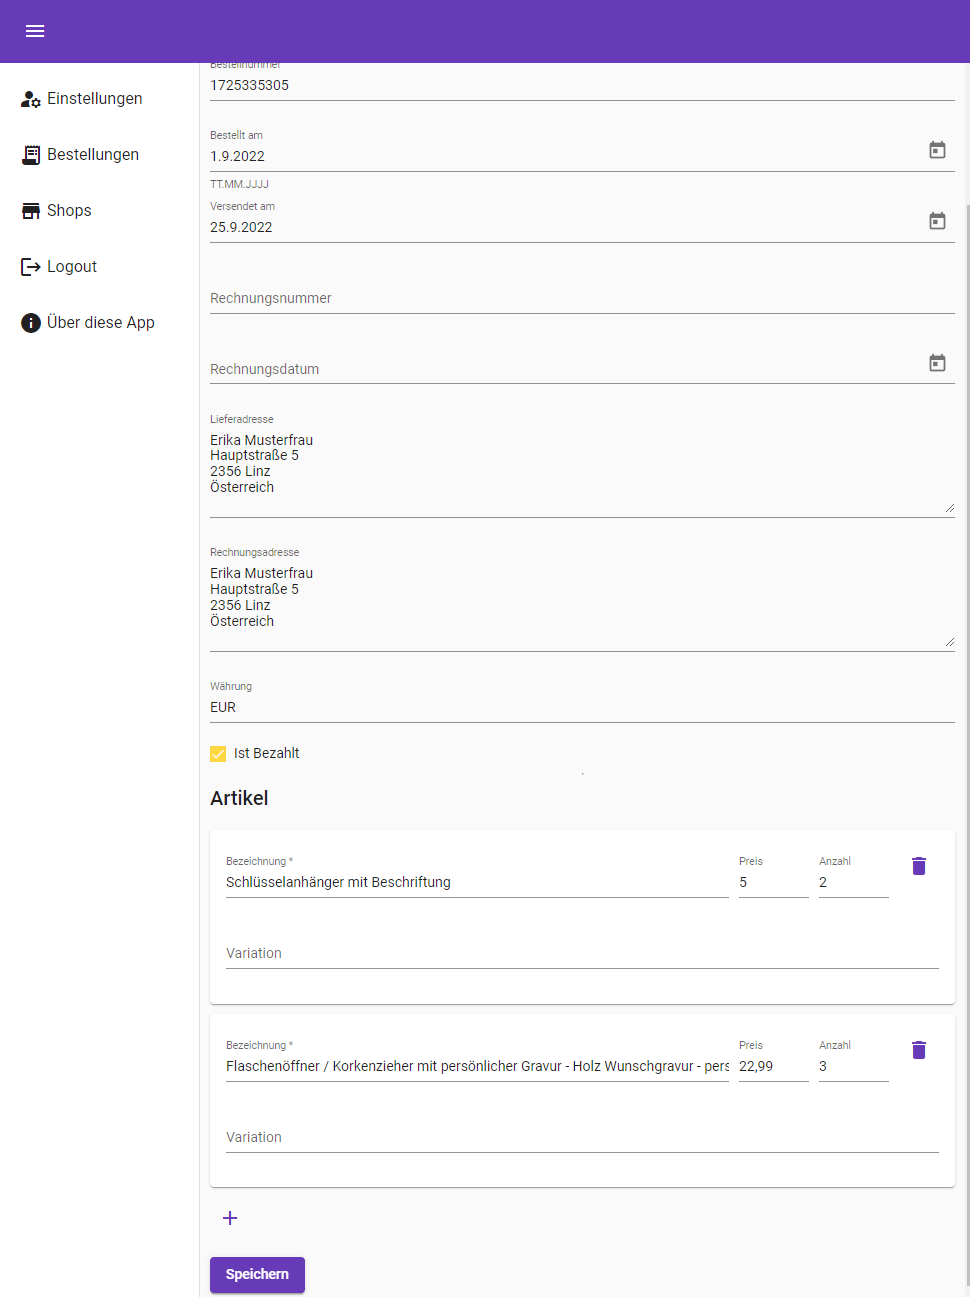 Bestellnummer
1725335305
Einstellungen
Bestellungen
Shops
Logout
Über diese App
Bestellt am
1.9.2022
TT.MM.JJJJ
Versendet am
25.9.2022
Rechnungsnummer
Rechnungsdatum
Lieferadresse
Erika Musterfrau
Hauptstraße 5
2356 Linz
Österreich
Rechnungsadresse
Erika Musterfrau
Hauptstraße 5
2356 Linz
Österreich
Währung
EUR
Ist Bezahlt
Artikel
Bezeichnung * Preis Anzahl
Schlüsselanhänger mit Beschriftung 5 2
Variation
Bezeichnung * Preis Anzahl
Flaschenöffner / Korkenzieher mit persönlicher Gravur - Holz Wunschgravur - pers 22,99 3
Variation
Speichern